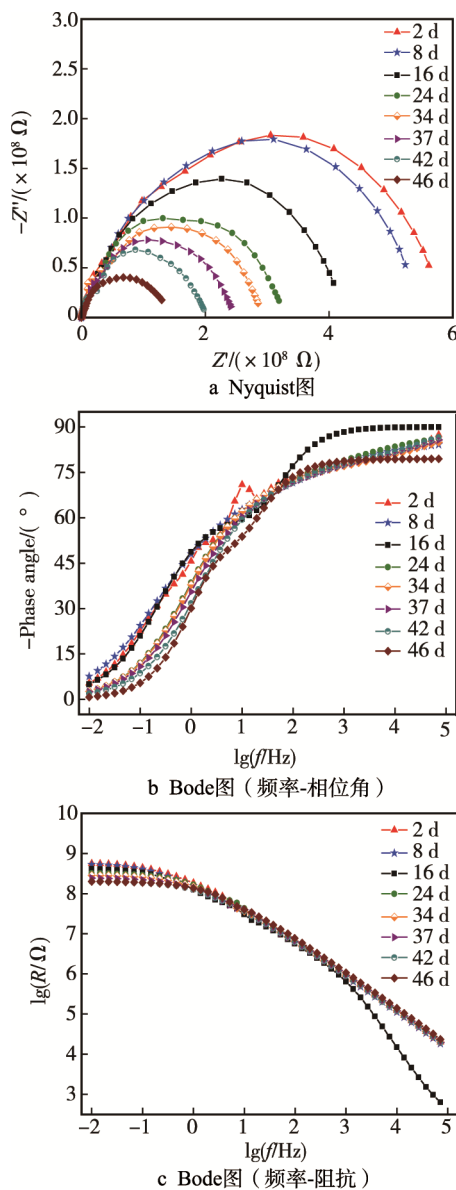 3.0
2.5
2.0
1.5
1.0
0.5
0
−Z''/(×10⁸ Ω)
2 d
8 d
16 d
24 d
34 d
37 d
42 d
46 d
0 2 4 6
Z'/(×10⁸ Ω)
a Nyquist图
90
75
60
45
30
15
0
−Phase angle/(°)
2 d
8 d
16 d
24 d
34 d
37 d
42 d
46 d
−2 −1 0 1 2 3 4 5
lg(f/Hz)
b Bode图（频率-相位角）
10
9
8
7
6
5
4
3
lg(R/Ω)
2 d
8 d
16 d
24 d
34 d
37 d
42 d
46 d
−2 −1 0 1 2 3 4 5
lg(f/Hz)
c Bode图（频率-阻抗）